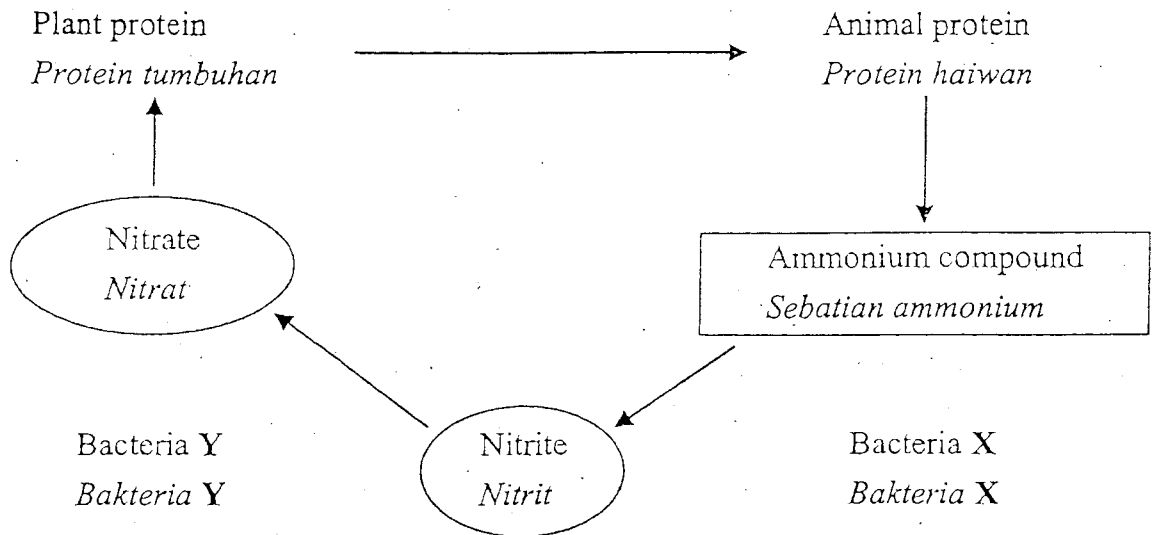 Plant protein
Protein tumbuhan
Animal protein
Protein haiwan
Nitrate
Nitrat
Ammonium compound
Sebatian ammonium
Bacteria Y
Bakteria Y
Nitrite
Nitrit
Bacteria X
Bakteria X